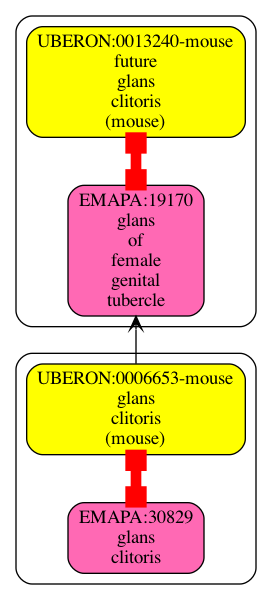 UBERON:0013240-mouse
future
glans
clitoris
(mouse)
EMAPA:19170
glans
of
female
genital
tubercle
UBERON:0006653-mouse
glans
clitoris
(mouse)
EMAPA:30829
glans
clitoris